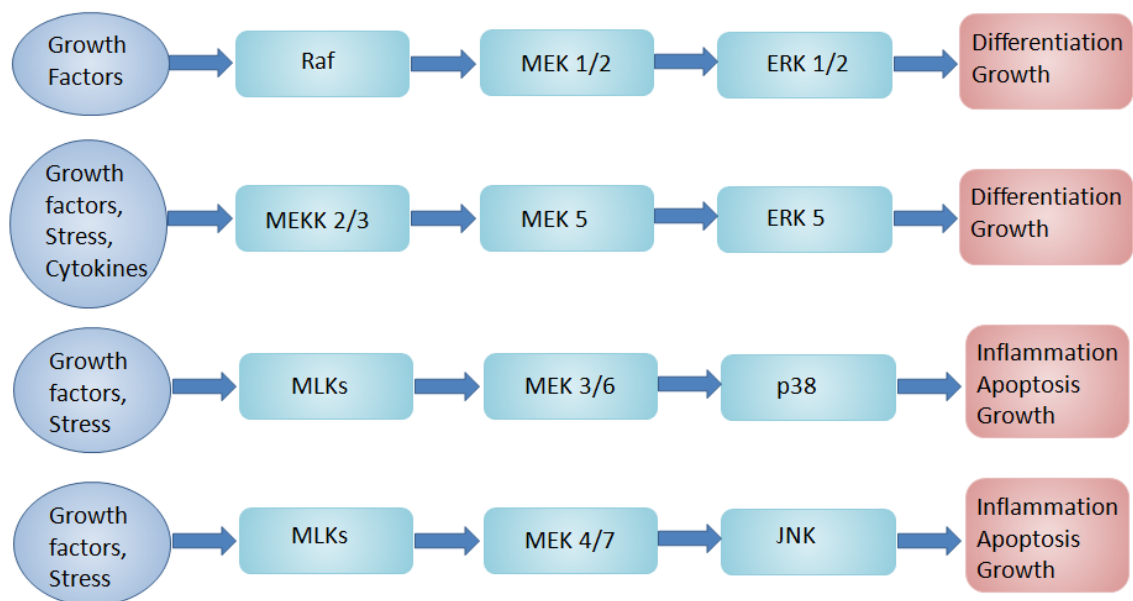 Growth
Factors
Raf
MEK 1/2
ERK 1/2
Differentiation
Growth
Growth
factors,
Stress,
Cytokines
MEKK 2/3
MEK 5
ERK 5
Differentiation
Growth
Growth
factors,
Stress
MLKs
MEK 3/6
p38
Inflammation
Apoptosis
Growth
Growth
factors,
Stress
MLKs
MEK 4/7
JNK
Inflammation
Apoptosis
Growth